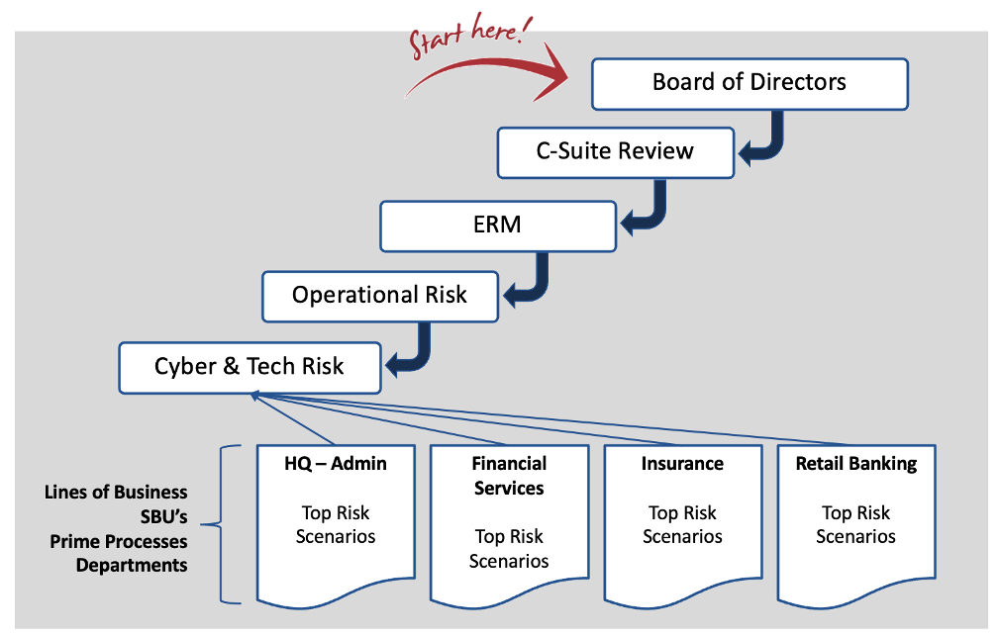 Start here!
Board of Directors
C-Suite Review
ERM
Operational Risk
Cyber & Tech Risk
Lines of Business
SBU's
Prime Processes
Departments
HQ – Admin
Top Risk
Scenarios
Financial
Services
Top Risk
Scenarios
Insurance
Top Risk
Scenarios
Retail Banking
Top Risk
Scenarios